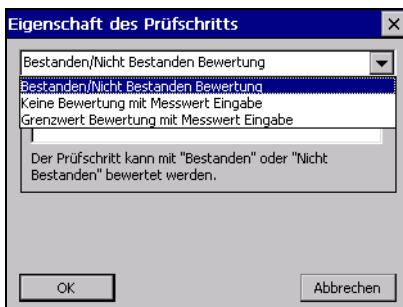 Eigenschaft des Prüfschritts
Bestanden/Nicht Bestanden Bewertung
Bestanden/Nicht Bestanden Bewertung
Keine Bewertung mit Messwert Eingabe
Grenzwert Bewertung mit Messwert Eingabe
Der Prüfschritt kann mit "Bestanden" oder "Nicht
Bestanden" bewertet werden.
OK
Abbrechen